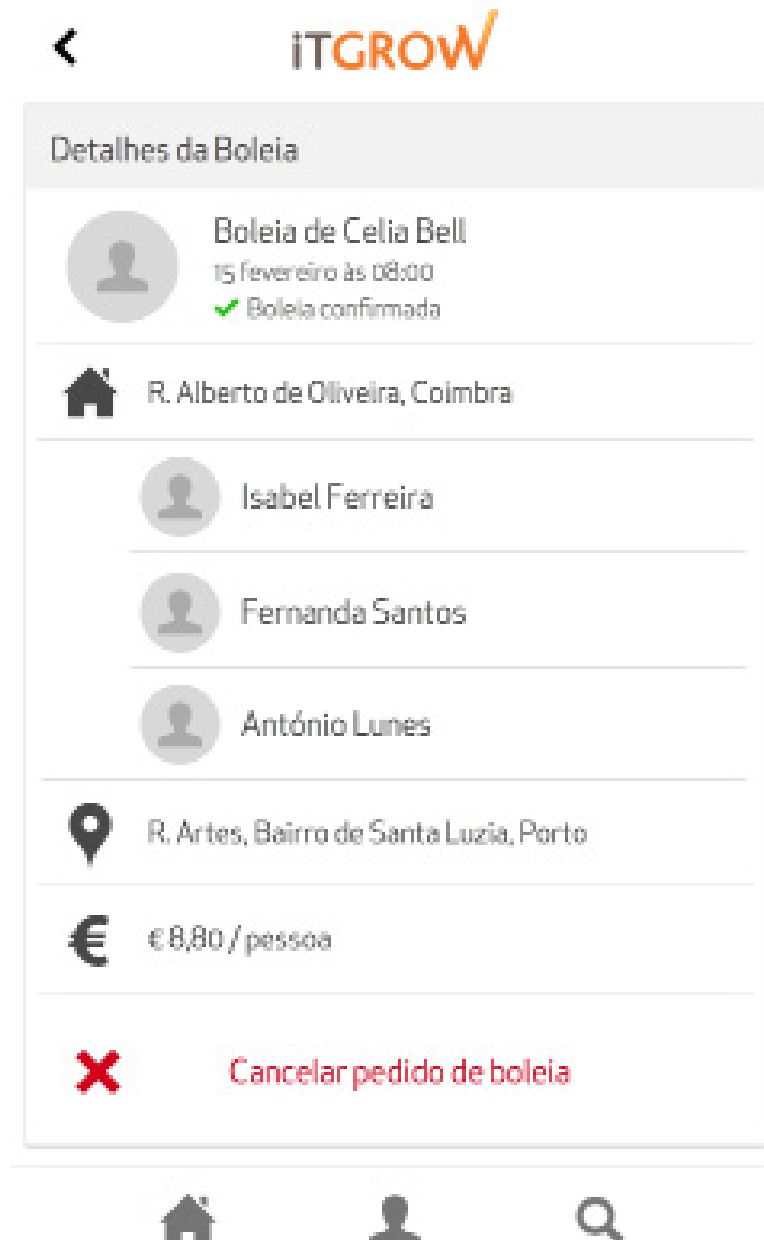 iTGROW
Detalhes da Boleia
Boleia de Celia Bell
15 fevereiro às 08:00
Boleia confirmada
R. Alberto de Oliveira, Coimbra
Isabel Ferreira
Fernanda Santos
António Lunes
R. Artes, Bairro de Santa Luzia, Porto
€ 8,80 / pessoa
Cancelar pedido de boleia